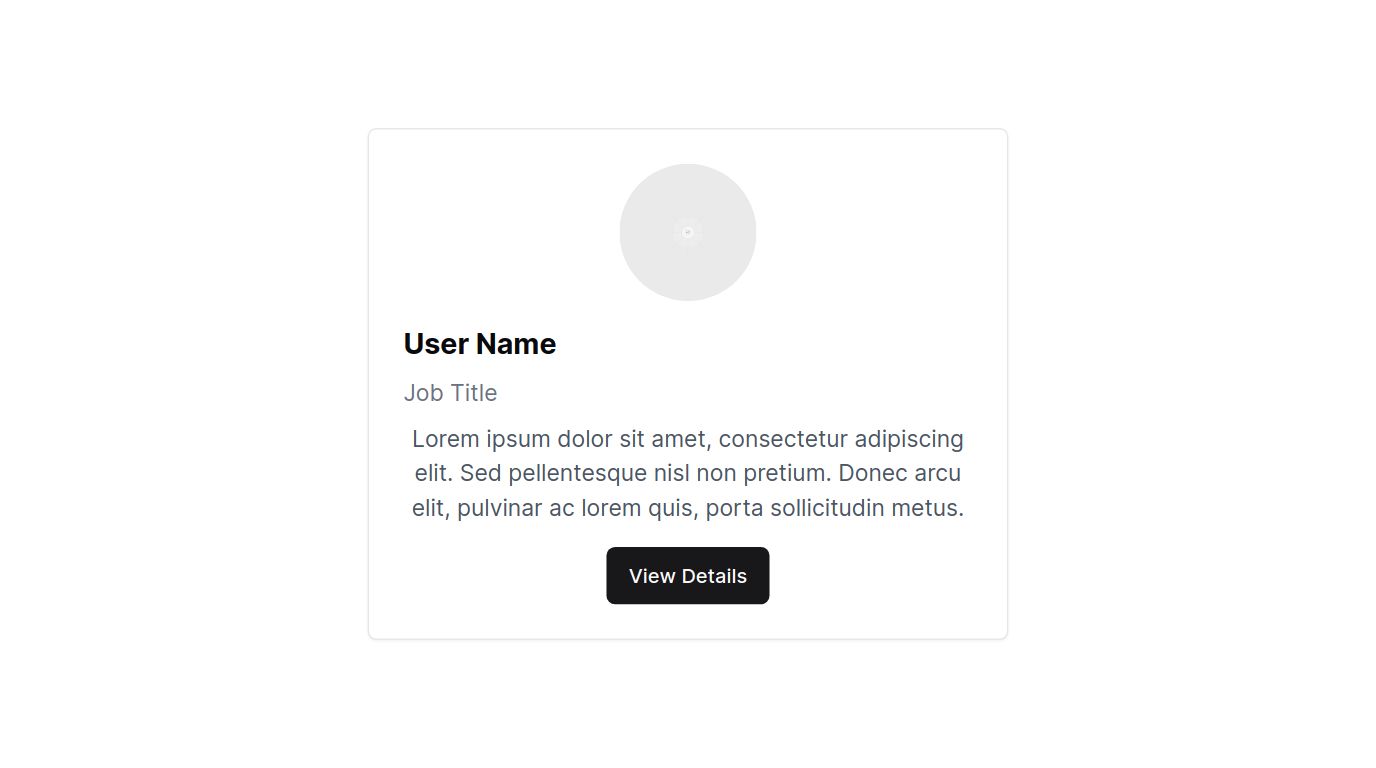 User Name
Job Title
Lorem ipsum dolor sit amet, consectetur adipiscing
elit. Sed pellentesque nisl non pretium. Donec arcu
elit, pulvinar ac lorem quis, porta sollicitudin metus.
View Details